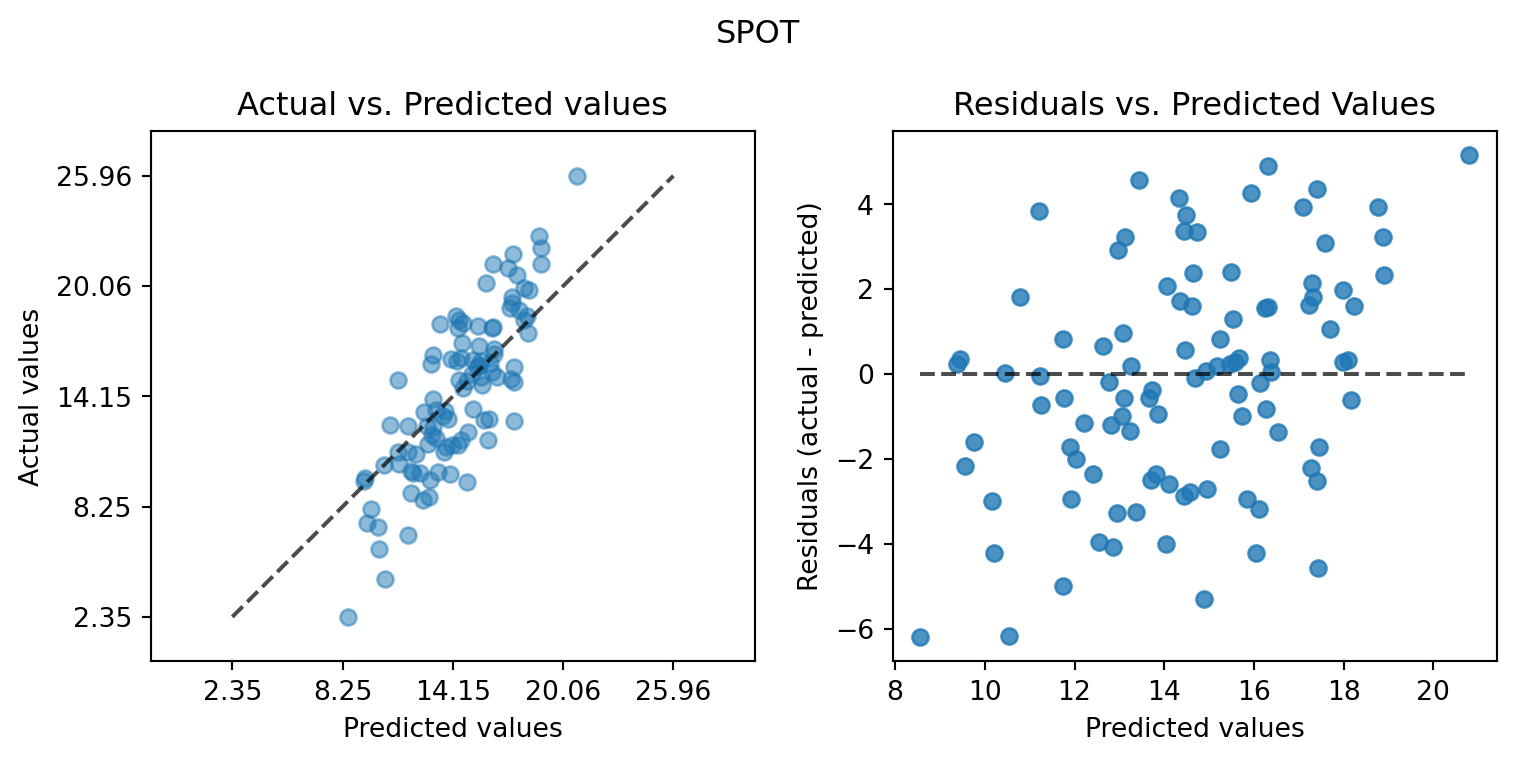 SPOT
Actual vs. Predicted values
Actual values
25.96
20.06
14.15
8.25
2.35
2.35 8.25 14.15 20.06 25.96
Predicted values
Residuals vs. Predicted Values
Residuals (actual - predicted)
4
2
0
−2
−4
−6
8 10 12 14 16 18 20
Predicted values